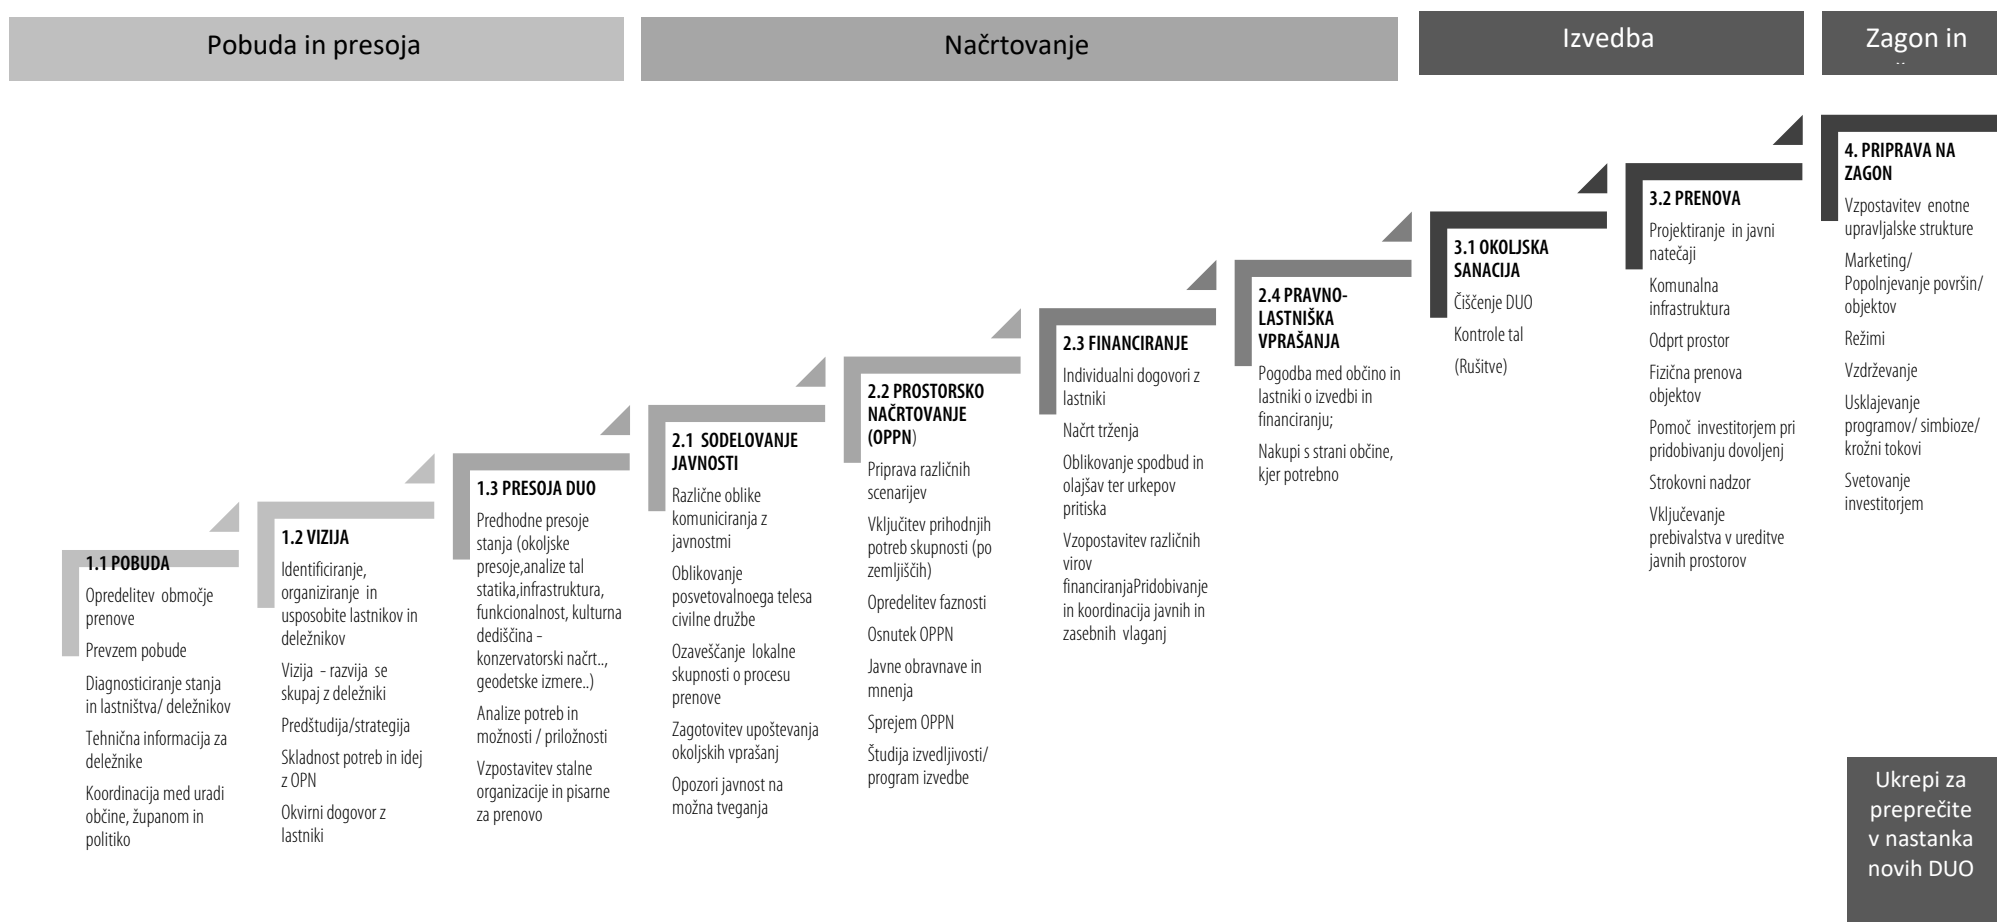 Pobuda in presoja
Načrtovanje
Izvedba
Zagon in
1.1 POBUDA
Opredelitev območje
prenove
Prevzem pobude
Diagnosticiranje stanja
in lastništva/ deležnikov
Tehnična informacija za
deležnike
Koordinacija med uradi
občine, županom in
politiko
1.2 VIZIJA
Identificiranje,
organiziranje in
usposobite lastnikov in
deležnikov
Vizija - razvija se
skupaj z deležniki
Predštudija/strategija
Skladnost potreb in idej
z OPN
Okvirni dogovor z
lastniki
1.3 PRESOJA DUO
Predhodne presoje
stanja (okoljske
presoje,analize tal
statika,infrastruktura,
funkcionalnost, kulturna
dediščina -
konzervatorski načrt..,
geodetske izmere..)
Analize potreb in
možnosti / priložnosti
Vzpostavitev stalne
organizacije in pisarne
za prenovo
2.1 SODELOVANJE
JAVNOSTI
Različne oblike
komuniciranja z
javnostmi
Oblikovanje
posvetovalnoega telesa
civilne družbe
Ozaveščanje lokalne
skupnosti o procesu
prenove
Zagotovitev upoštevanja
okoljskih vprašanj
Opozori javnost na
možna tveganja
2.2 PROSTORSKO
NAČRTOVANJE
(OPPN)
Priprava različnih
scenarijev
Vključitev prihodnjih
potreb skupnosti (po
zemljiščih)
Opredelitev faznosti
Osnutek OPPN
Javne obravnave in
mnenja
Sprejem OPPN
Študija izvedljivosti/
program izvedbe
2.3 FINANCIRANJE
Individualni dogovori z
lastniki
Načrt trženja
Oblikovanje spodbud in
olajšav ter urkepov
pritiska
Vzopostavitev različnih
virov
financiranjaPridobivanje
in koordinacija javnih in
zasebnih vlaganj
2.4 PRAVNO-
LASTNIŠKA
VPRAŠANJA
Pogodba med občino in
lastniki o izvedbi in
financiranju;
Nakupi s strani občine,
kjer potrebno
3.1 OKOLJSKA
SANACIJA
Čiščenje DUO
Kontrole tal
(Rušitve)
3.2 PRENOVA
Projektiranje in javni
natečaji
Komunalna
infrastruktura
Odprt prostor
Fizična prenova
objektov
Pomoč investitorjem pri
pridobivanju dovoljenj
Strokovni nadzor
Vključevanje
prebivalstva v ureditve
javnih prostorov
4. PRIPRAVA NA
ZAGON
Vzpostavitev enotne
upravljalske strukture
Marketing/
Popolnjevanje površin/
objektov
Režimi
Vzdrževanje
Usklajevanje
programov/ simbioze/
krožni tokovi
Svetovanje
investitorjem
Ukrepi za
preprečite
v nastanka
novih DUO